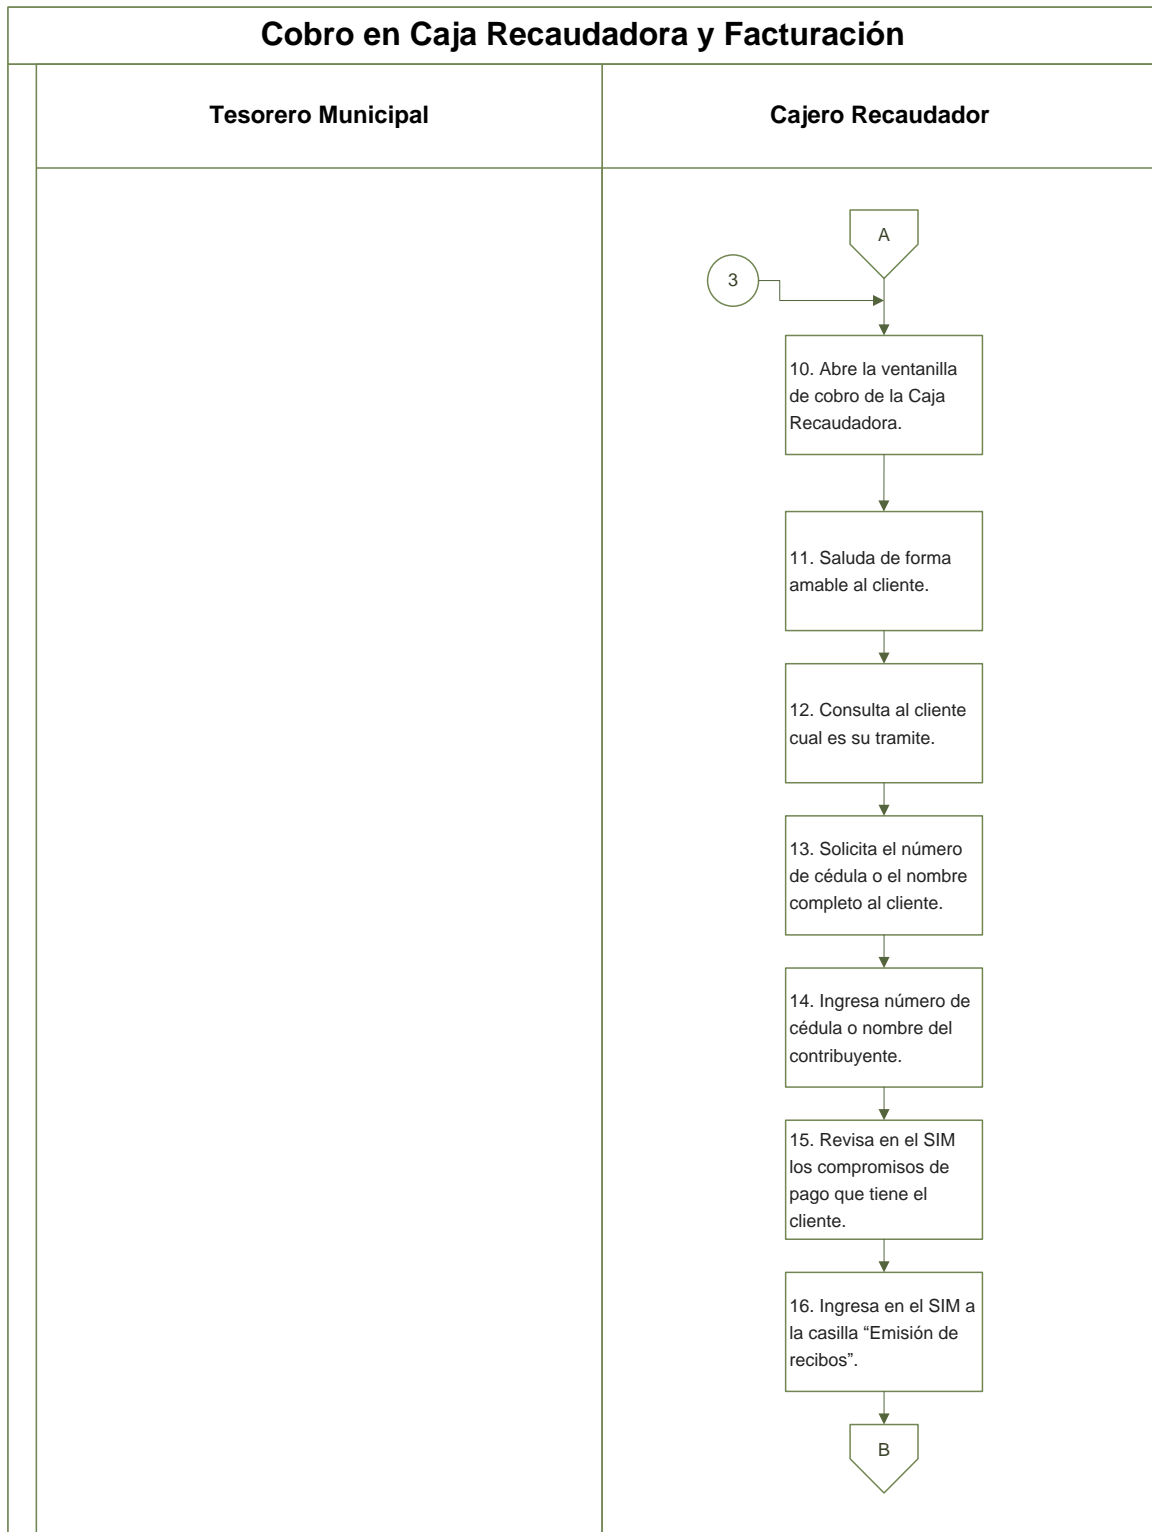 Cobro en Caja Recaudadora y Facturación
Tesorero Municipal
Cajero Recaudador
A
3
10. Abre la ventanilla
de cobro de la Caja
Recaudadora.
11. Saluda de forma
amable al cliente.
12. Consulta al cliente
cual es su tramite.
13. Solicita el número
de cédula o el nombre
completo al cliente.
14. Ingresa número de
cédula o nombre del
contribuyente.
15. Revisa en el SIM
los compromisos de
pago que tiene el
cliente.
16. Ingresa en el SIM a
la casilla “Emisión de
recibos”.
B